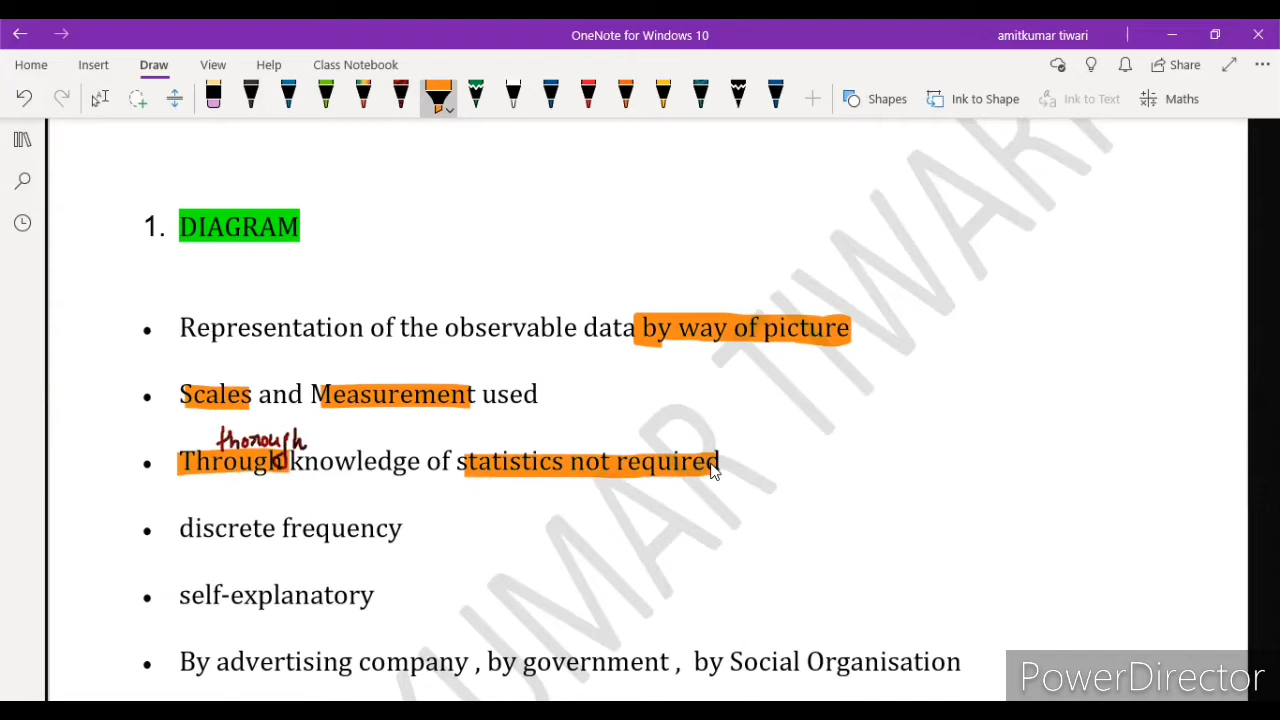 OneNote for Windows 10
amitkumar tiwari
Home Insert Draw View Help Class Notebook
Share
Shapes
Ink to Shape
Ink to Text
Maths
1. DIAGRAM
• Representation of the observable data by way of picture
• Scales and Measurement used
thorough
• Through knowledge of statistics not required
• discrete frequency
• self-explanatory
• By advertising company , by government , by Social Organisation
KUMAR TIWARI
PowerDirector